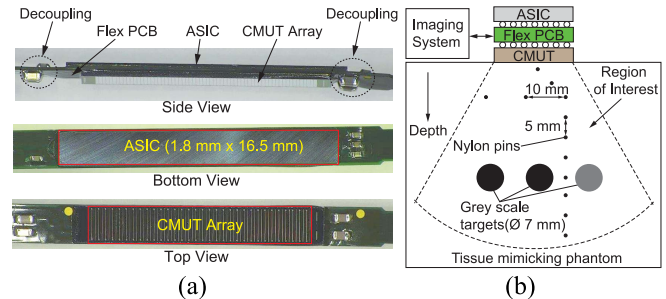 Decoupling
Flex PCB
ASIC
CMUT Array
Decoupling
Side View
ASIC (1.8 mm x 16.5 mm)
Bottom View
CMUT Array
Top View
(a)
Imaging
System
ASIC
Flex PCB
CMUT
Depth
10 mm
Region
of Interest
5 mm
Nylon pins
Grey scale
targets(Ø 7 mm)
Tissue mimicking phantom
(b)